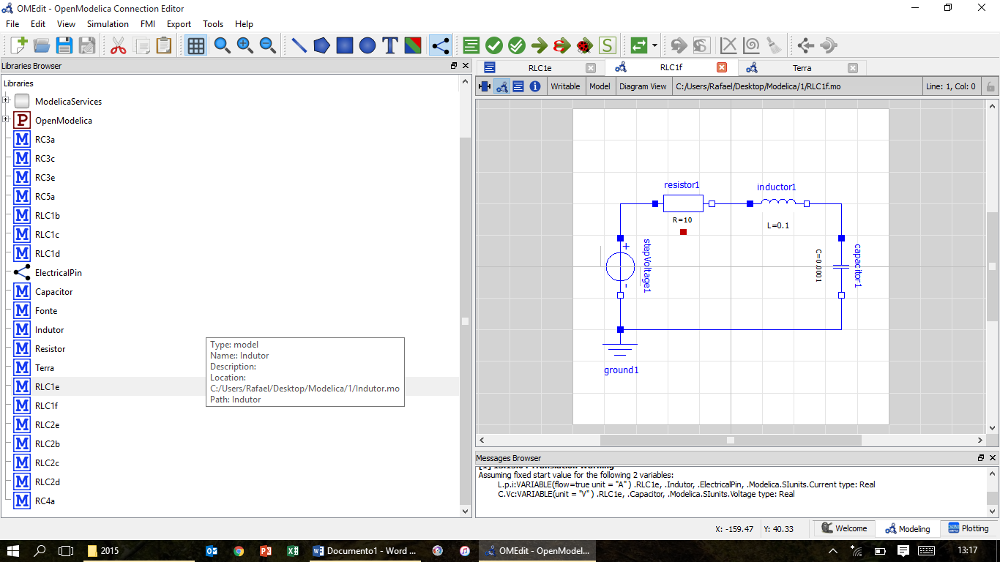 OMEdit - OpenModelica Connection Editor
File Edit View Simulation FMI Export Tools Help
Libraries Browser
Libraries
ModelicaServices
P OpenModelica
M RC3a
M RC3c
M RC3e
M RC5a
M RLC1b
M RLC1c
M RLC1d
ElectricalPin
M Capacitor
M Fonte
M Indutor
M Resistor
M Terra
M RLC1e
M RLC1f
M RLC2e
M RLC2b
M RLC2c
M RLC2d
M RC4a
Type: model
Name:: Indutor
Description:
Location:
C:/Users/Rafael/Desktop/Modelica/1/Indutor.mo
Path: Indutor
RLC1e RLC1f Terra
Writable Model Diagram View C:/Users/Rafael/Desktop/Modelica/1/RLC1f.mo Line: 1, Col: 0
resistor1
R=10
inductor1
L=0.1
stepVoltage1
+
-
C=0.0001
capacitor1
ground1
Messages Browser
[1] 13:15:04 Translation Warning
Assuming fixed start value for the following 2 variables:
L.p.i:VARIABLE(flow=true unit = "A" ) .RLC1e, .Indutor, .ElectricalPin, .Modelica.SIunits.Current type: Real
C.Vc:VARIABLE(unit = "V" ) .RLC1e, .Capacitor, .Modelica.SIunits.Voltage type: Real
X: -159.47 Y: 40.33 Welcome Modeling Plotting
2015 Documento1 - Word ... OMEdit - OpenModel... 13:17